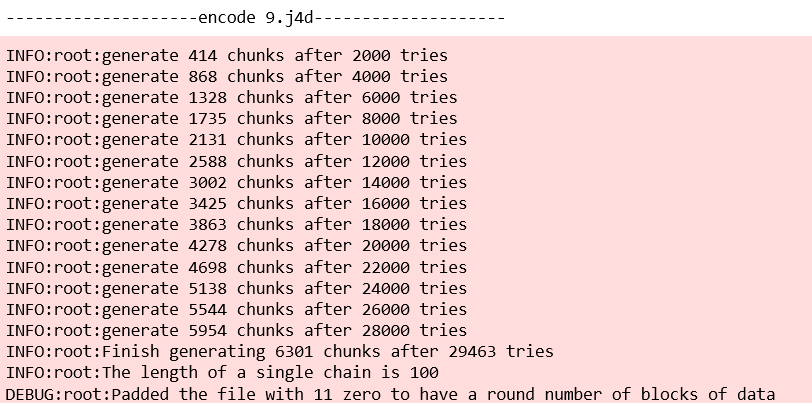 --------------------encode 9.j4d--------------------
INFO:root:generate 414 chunks after 2000 tries
INFO:root:generate 868 chunks after 4000 tries
INFO:root:generate 1328 chunks after 6000 tries
INFO:root:generate 1735 chunks after 8000 tries
INFO:root:generate 2131 chunks after 10000 tries
INFO:root:generate 2588 chunks after 12000 tries
INFO:root:generate 3002 chunks after 14000 tries
INFO:root:generate 3425 chunks after 16000 tries
INFO:root:generate 3863 chunks after 18000 tries
INFO:root:generate 4278 chunks after 20000 tries
INFO:root:generate 4698 chunks after 22000 tries
INFO:root:generate 5138 chunks after 24000 tries
INFO:root:generate 5544 chunks after 26000 tries
INFO:root:generate 5954 chunks after 28000 tries
INFO:root:Finish generating 6301 chunks after 29463 tries
INFO:root:The length of a single chain is 100
DEBUG:root:Padded the file with 11 zero to have a round number of blocks of data